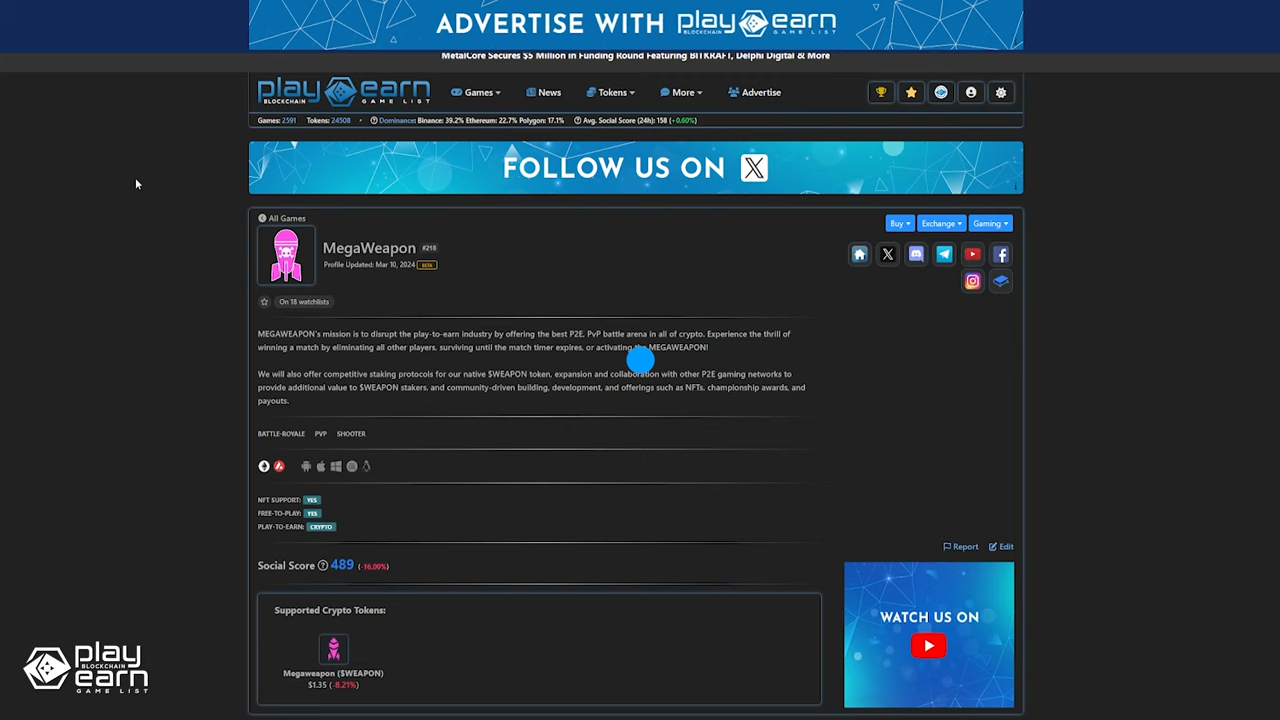 ADVERTISE WITH play earn
BLOCKCHAIN GAME LIST
MetalCore Secures $5 Million in Funding Round Featuring BITKRAFT, Delphi Digital & More
play earn
BLOCKCHAIN GAME LIST
Games
News
Tokens
More
Advertise
Games: 2591 Tokens: 24508 • Dominance: Binance: 39.2% Ethereum: 22.7% Polygon: 17.1% Avg. Social Score (24h): 158 (+0.60%)
FOLLOW US ON X
All Games
Buy
Exchange
Gaming
MegaWeapon #218
Profile Updated: Mar 10, 2024 BETA
On 18 watchlists
MEGAWEAPON's mission is to disrupt the play-to-earn industry by offering the best P2E, PvP battle arena in all of crypto. Experience the thrill of
winning a match by eliminating all other players, surviving until the match timer expires, or activating the MEGAWEAPON!
We will also offer competitive staking protocols for our native $WEAPON token, expansion and collaboration with other P2E gaming networks to
provide additional value to $WEAPON stakers, and community-driven building, development, and offerings such as NFTs, championship awards, and
payouts.
BATTLE-ROYALE PVP SHOOTER
NFT SUPPORT: YES
FREE-TO-PLAY: YES
PLAY-TO-EARN: CRYPTO
Report Edit
Social Score 489 (-16.00%)
Supported Crypto Tokens:
Megaweapon ($WEAPON)
$1.35 (-8.21%)
WATCH US ON
play earn
BLOCKCHAIN GAME LIST